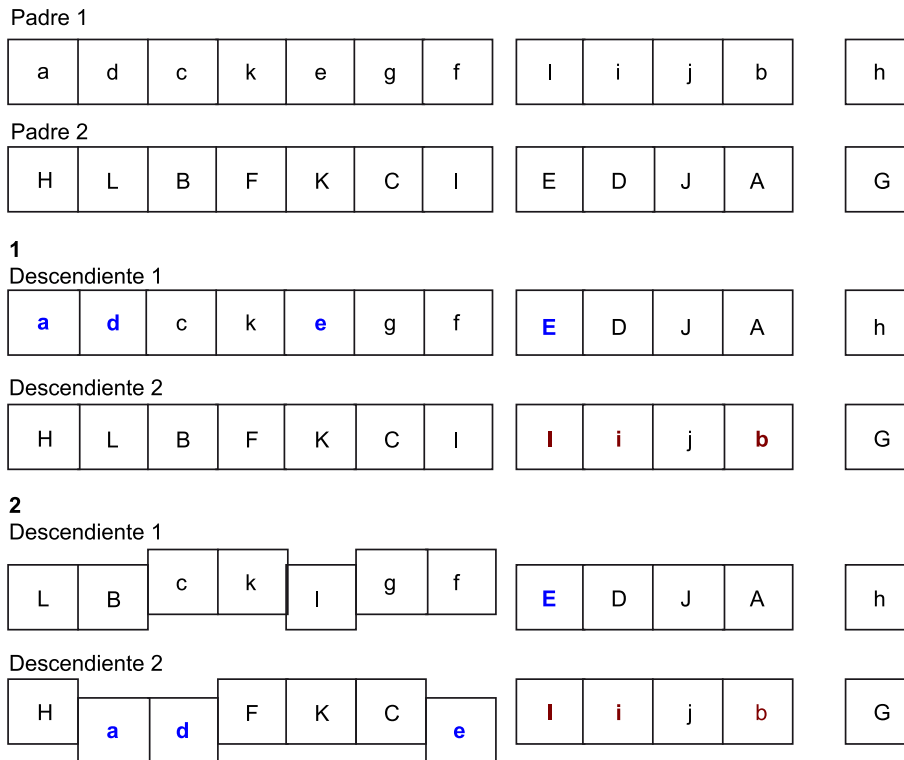 Padre 1
a d c k e g f l i j b h
Padre 2
H L B F K C I E D J A G
1
Descendiente 1
a d c k e g f E D J A h
Descendiente 2
H L B F K C I l i j b G
2
Descendiente 1
L B c k I g f E D J A h
Descendiente 2
H a d F K C e l i j b G